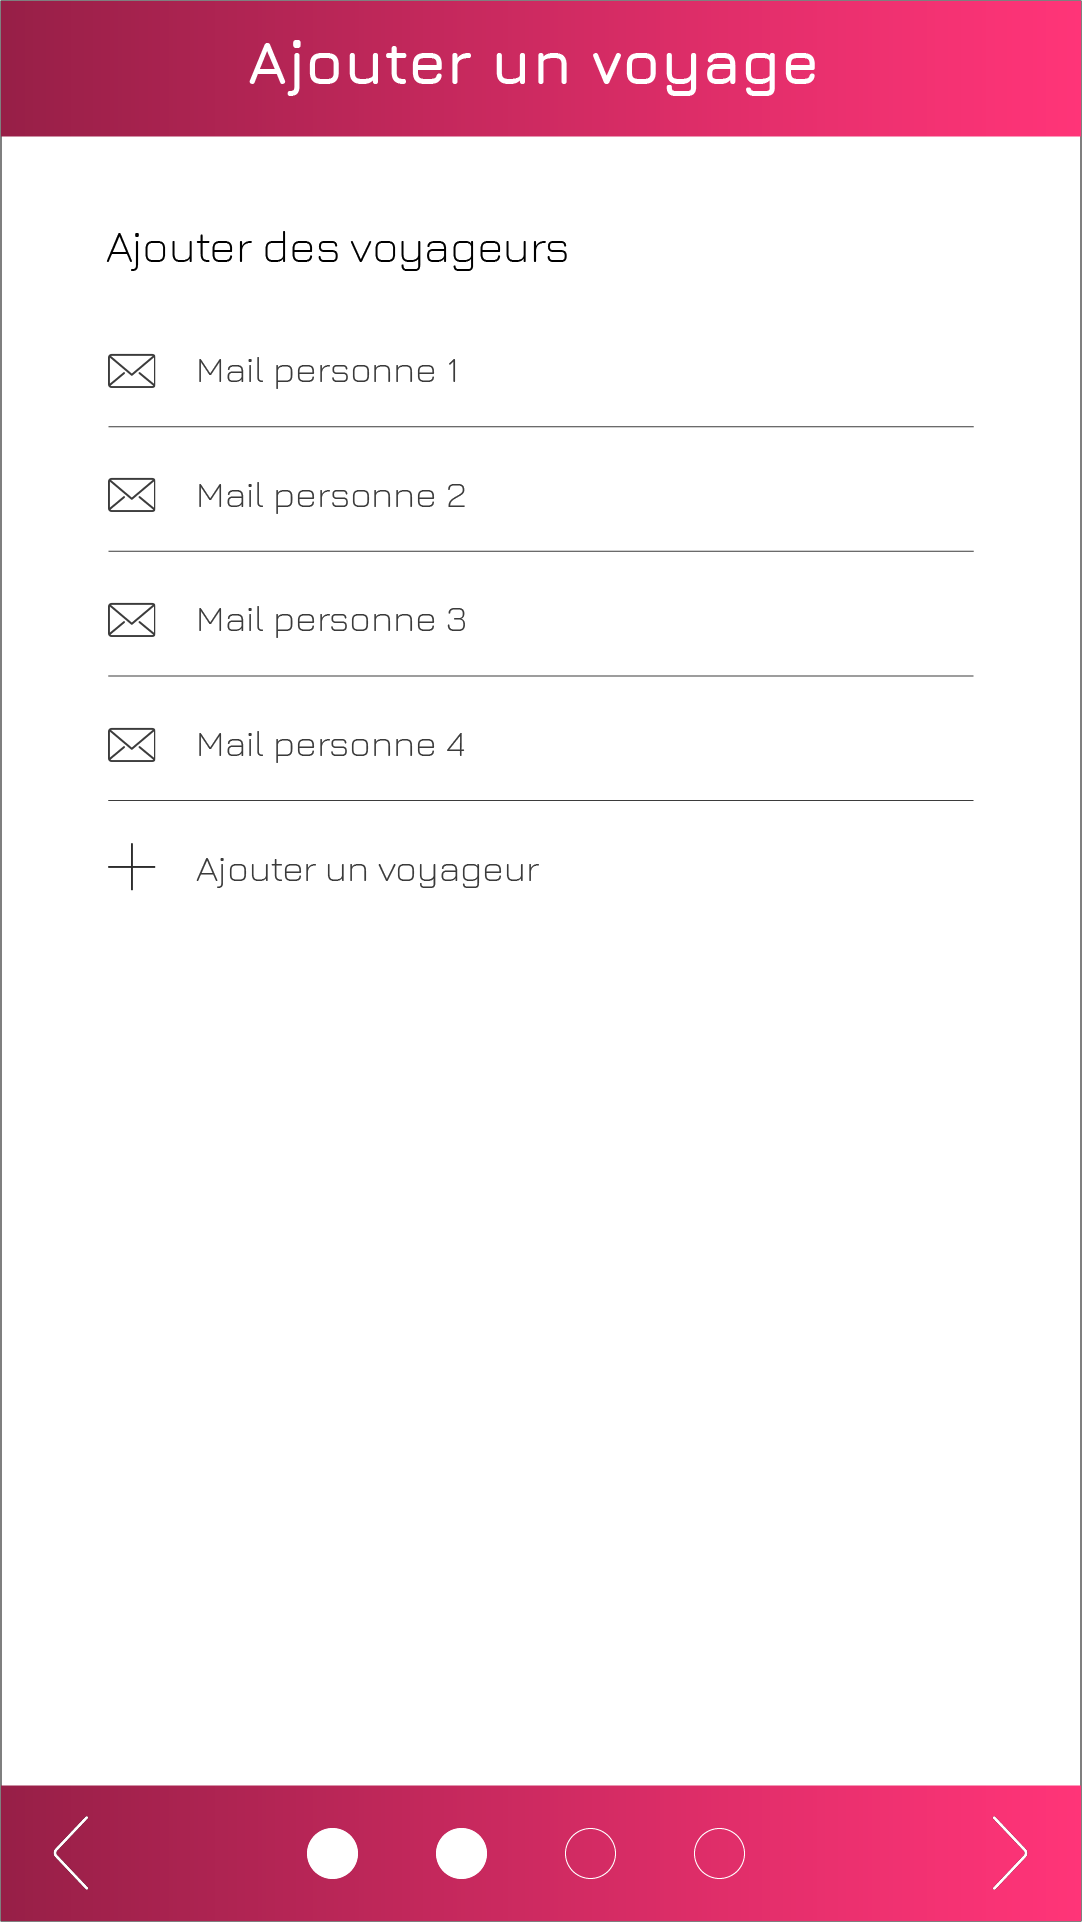 Ajouter un voyage
Ajouter des voyageurs
Mail personne 1
Mail personne 2
Mail personne 3
Mail personne 4
Ajouter un voyageur